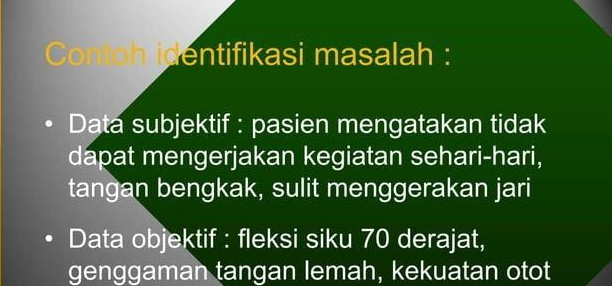 Contoh identifikasi masalah :
• Data subjektif : pasien mengatakan tidak
dapat mengerjakan kegiatan sehari-hari,
tangan bengkak, sulit menggerakan jari
• Data objektif : fleksi siku 70 derajat,
genggaman tangan lemah, kekuatan otot